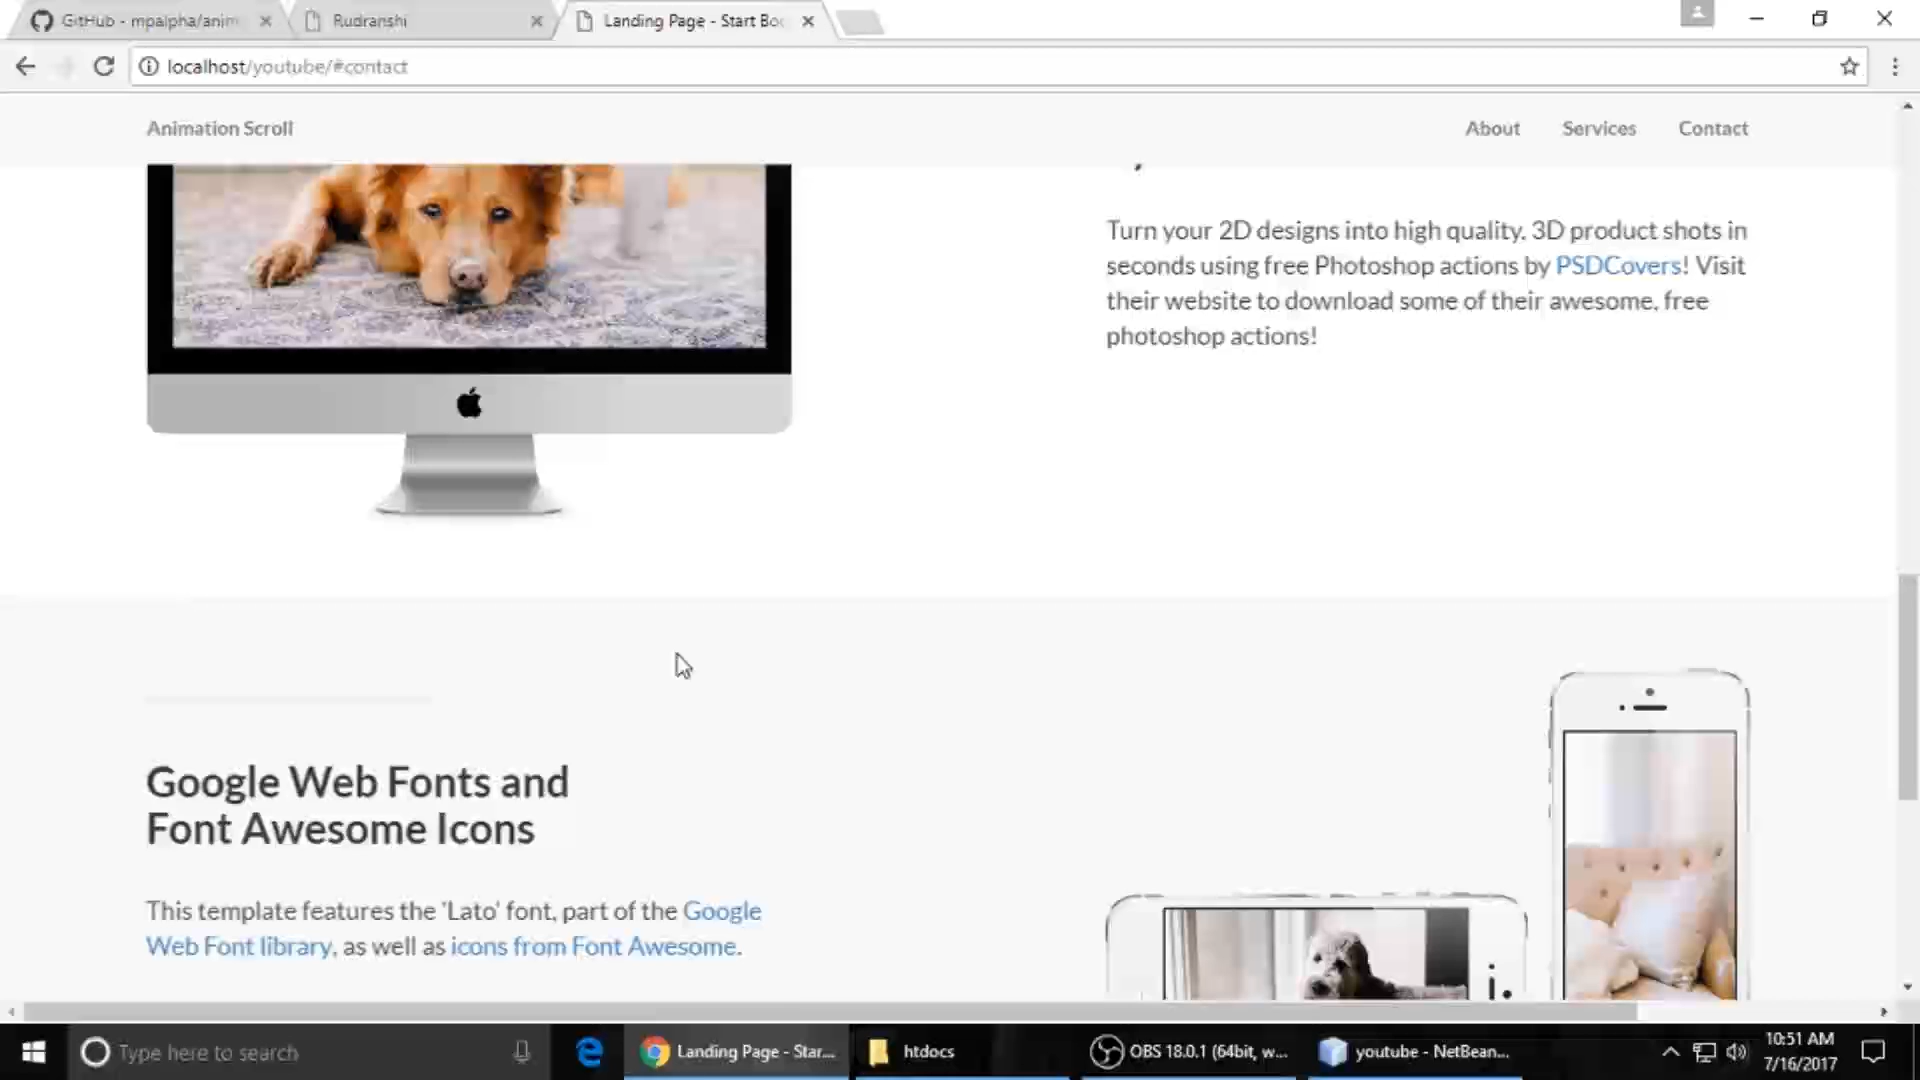 GitHub - mpalpha/anim
Rudranshi
Landing Page - Start Boo
localhost/youtube/#contact
Animation Scroll
About
Services
Contact
Turn your 2D designs into high quality, 3D product shots in
seconds using free Photoshop actions by PSDCovers! Visit
their website to download some of their awesome, free
photoshop actions!
Google Web Fonts and
Font Awesome Icons
This template features the 'Lato' font, part of the Google
Web Font library, as well as icons from Font Awesome.
Type here to search
Landing Page - Star...
htdocs
OBS 18.0.1 (64bit, w...
youtube - NetBean...
10:51 AM
7/16/2017